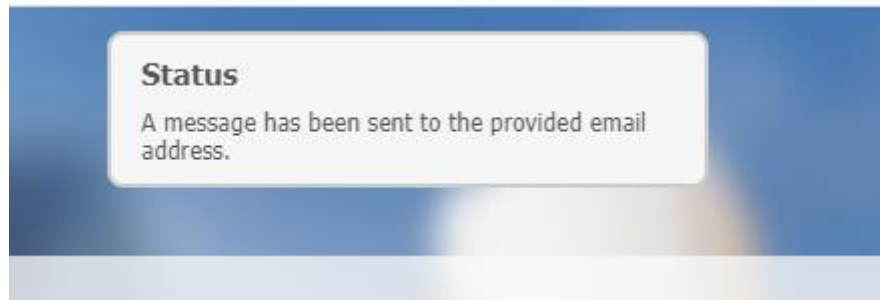 Status
A message has been sent to the provided email
address.